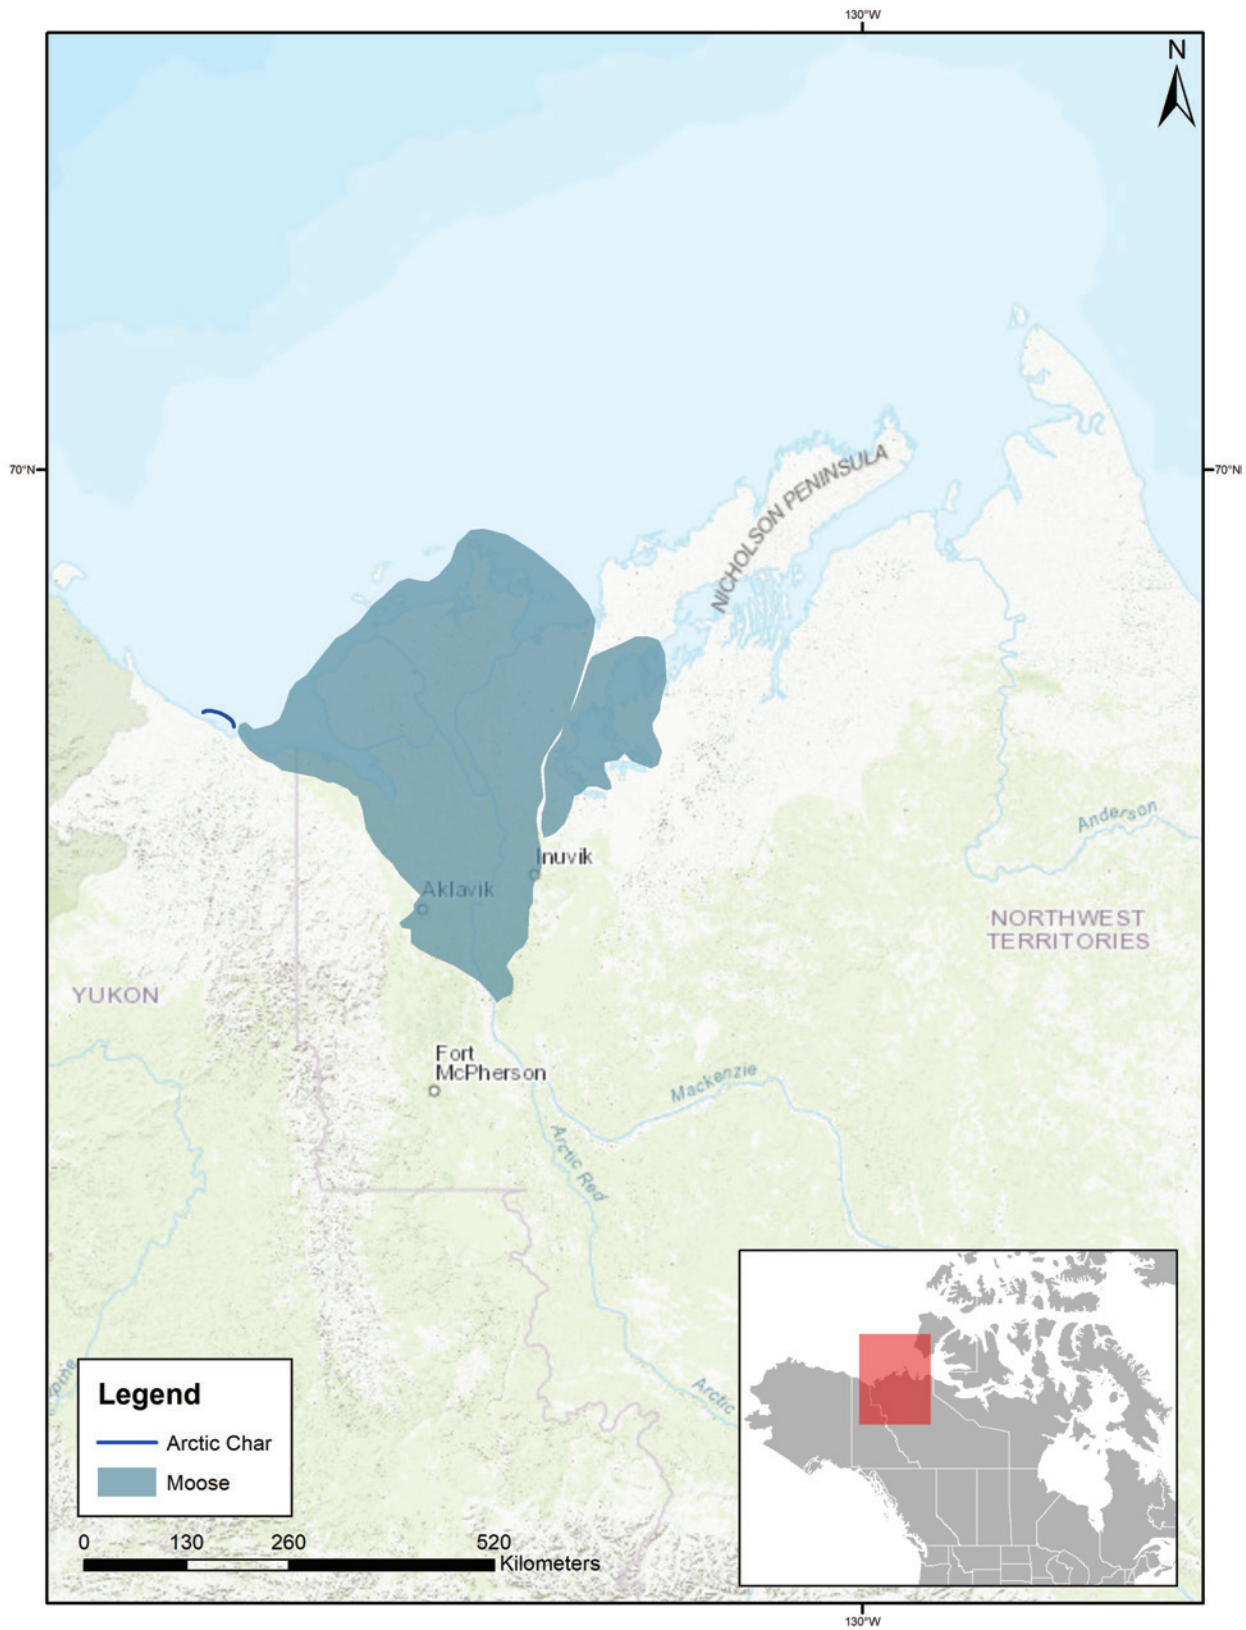 130°W
N
70°N
70°N
NICHOLSON PENINSULA
Anderson
Inuvik
Aklavik
NORTHWEST
TERRITORIES
YUKON
Fort
McPherson
Mackenzie
Arctic Red
Arctic
pine
Legend
Arctic Char
Moose
0 130 260 520
Kilometers
130°W